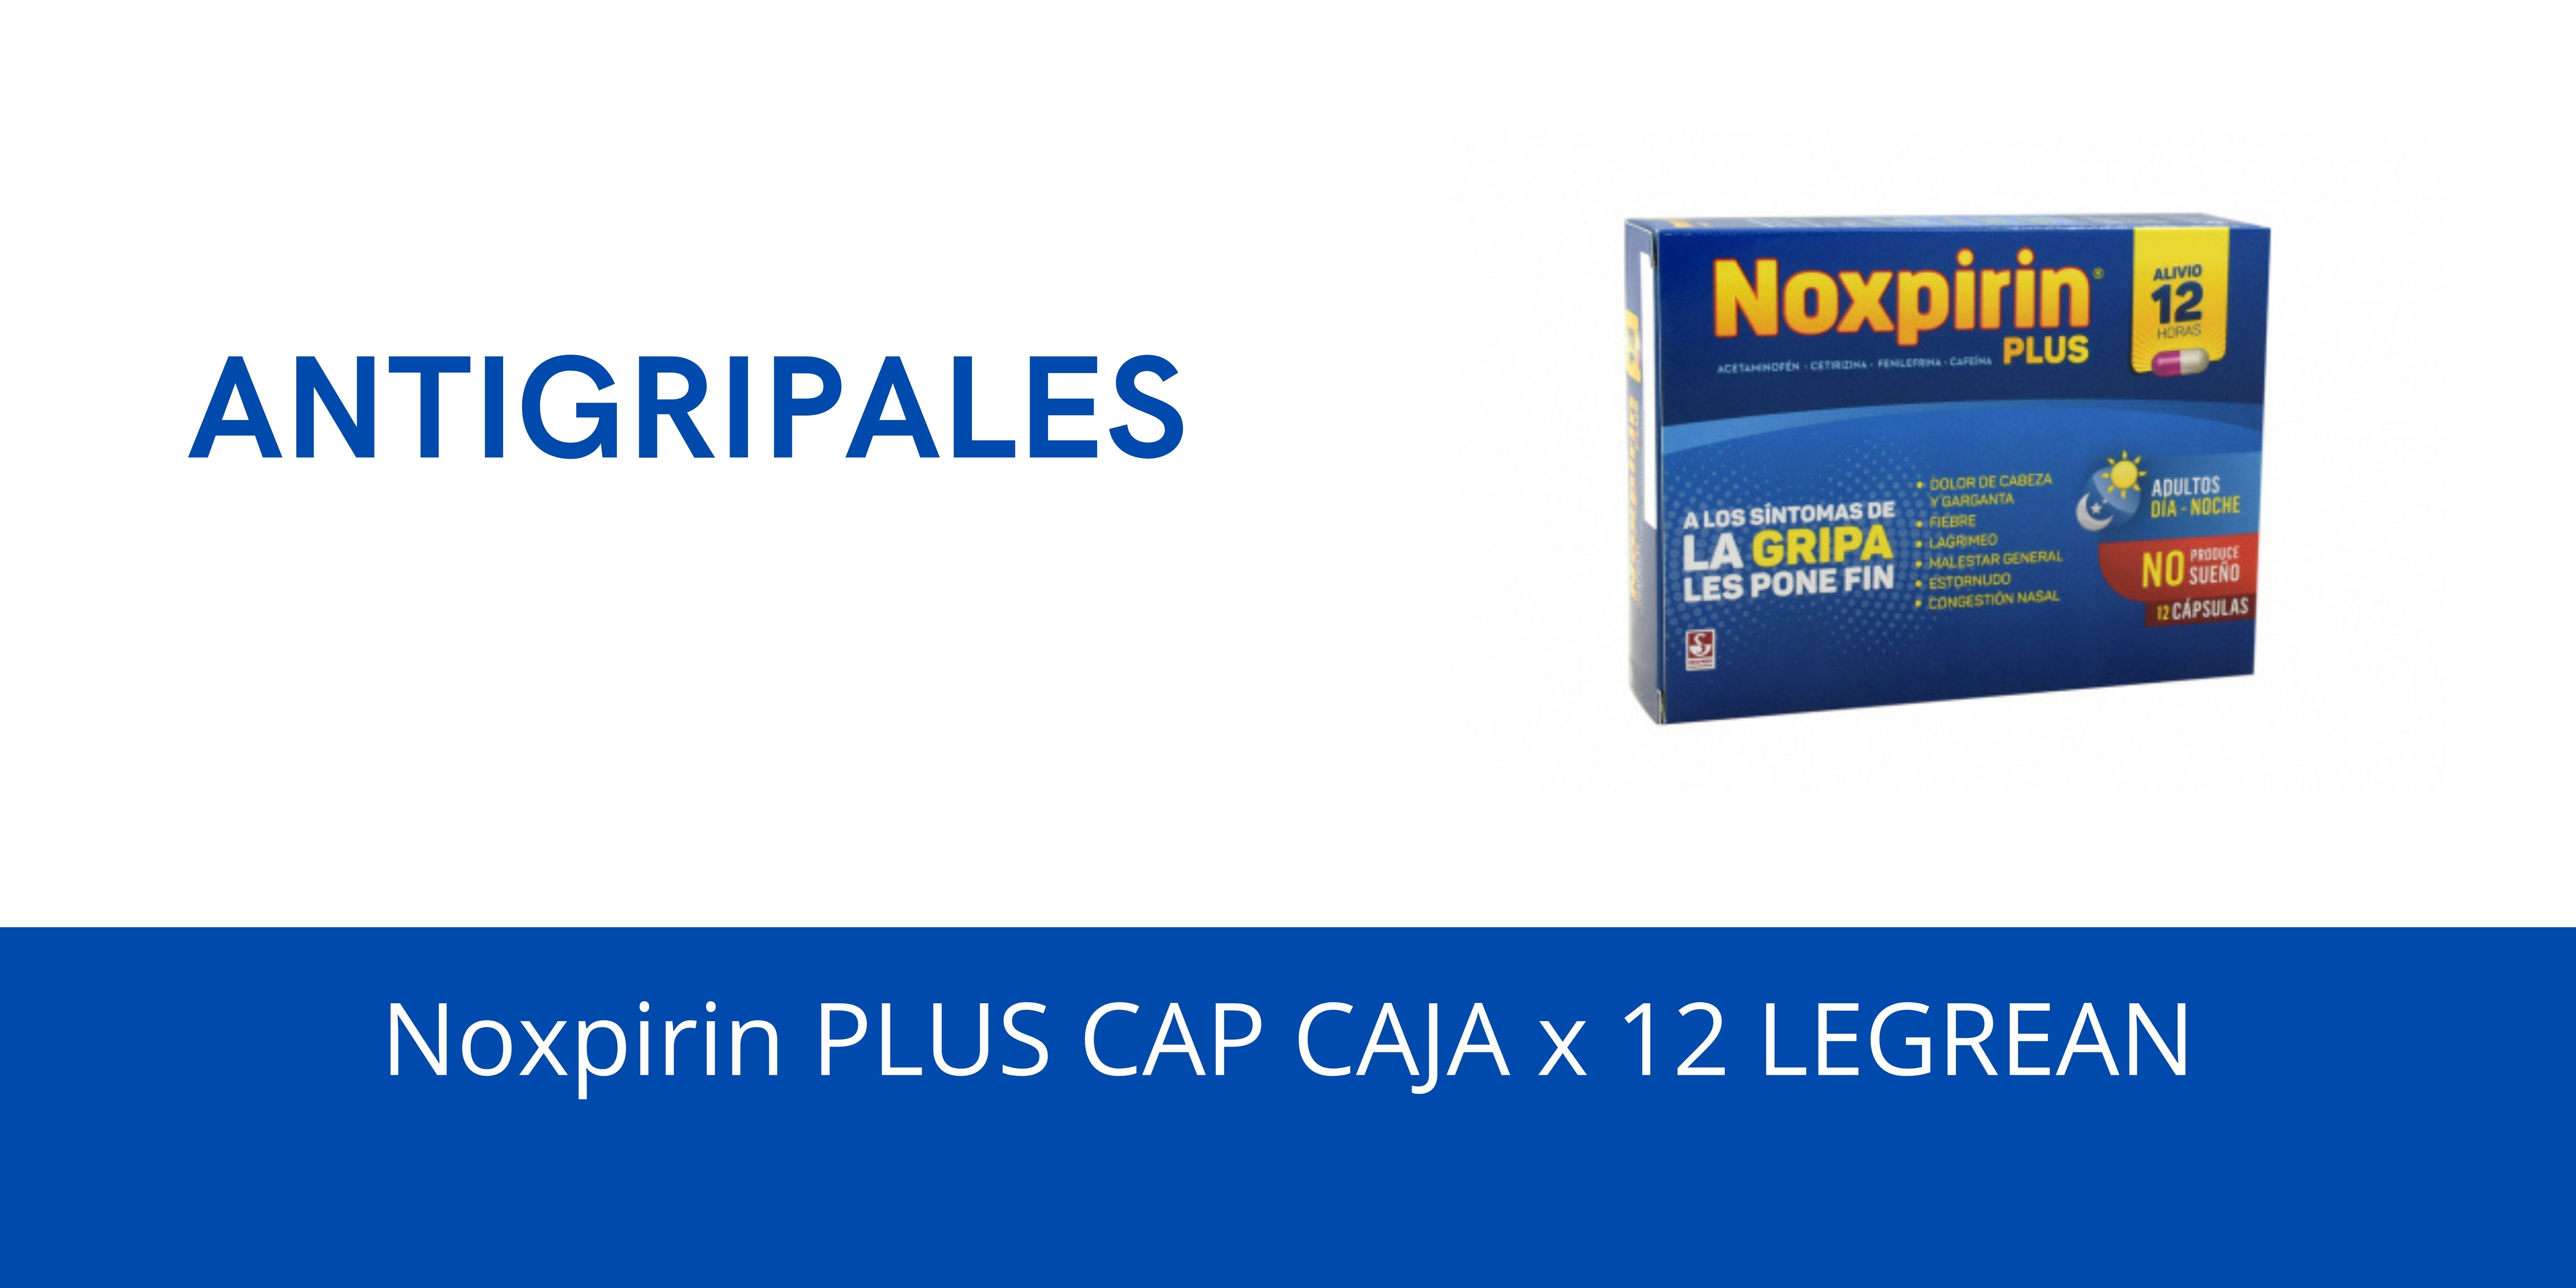 ANTIGRIPALES
Noxpirin®
PLUS
ACETAMINOFÉN · CETIRIZINA · FENILEFRINA · CAFEÍNA
ALIVIO
12
HORAS
A LOS SÍNTOMAS DE
LA GRIPA
LES PONE FIN
• DOLOR DE CABEZA
Y GARGANTA
• FIEBRE
• LAGRIMEO
• MALESTAR GENERAL
• ESTORNUDO
• CONGESTIÓN NASAL
ADULTOS
DÍA - NOCHE
NO PRODUCE
SUEÑO
12 CÁPSULAS
Noxpirin PLUS CAP CAJA x 12 LEGREAN